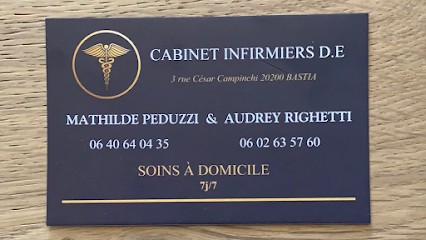 CABINET INFIRMIERS D.E
3 rue César Campinchi 20200 BASTIA
MATHILDE PEDUZZI & AUDREY RIGHETTI
06 40 64 04 35 06 02 63 57 60
SOINS À DOMICILE
7j/7